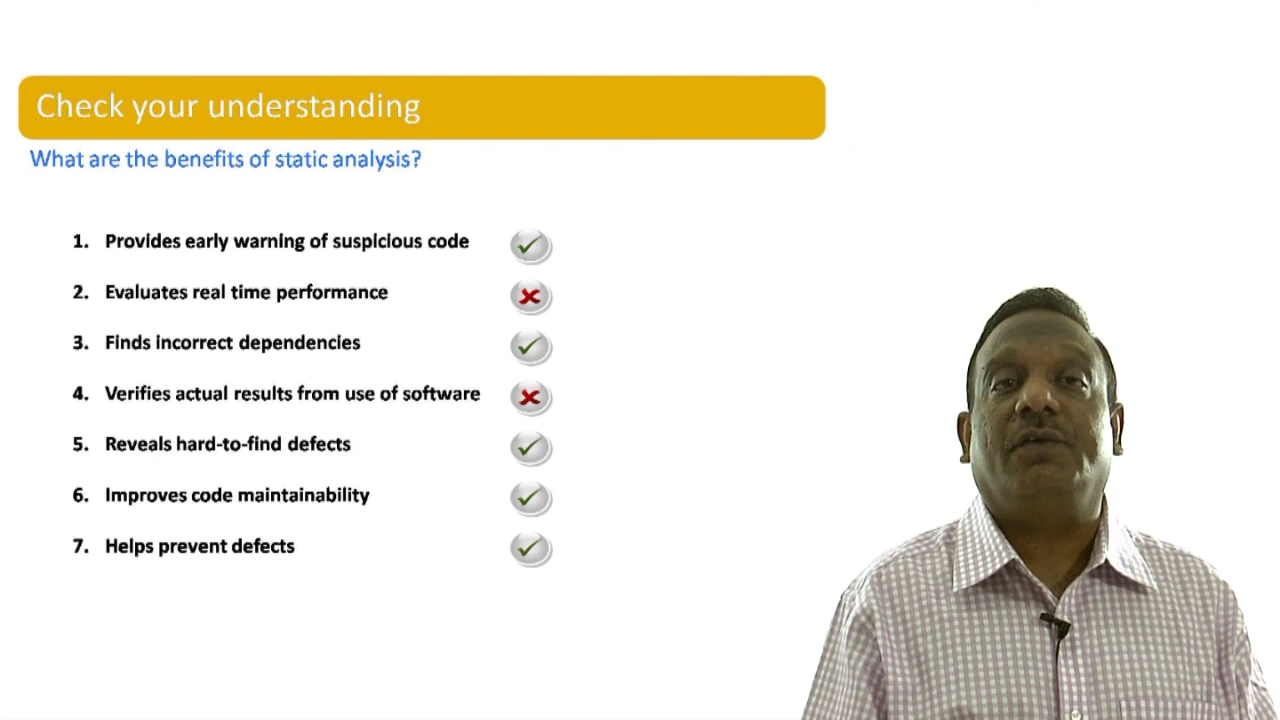 Check your understanding
What are the benefits of static analysis?
1. Provides early warning of suspicious code
2. Evaluates real time performance
3. Finds incorrect dependencies
4. Verifies actual results from use of software
5. Reveals hard-to-find defects
6. Improves code maintainability
7. Helps prevent defects